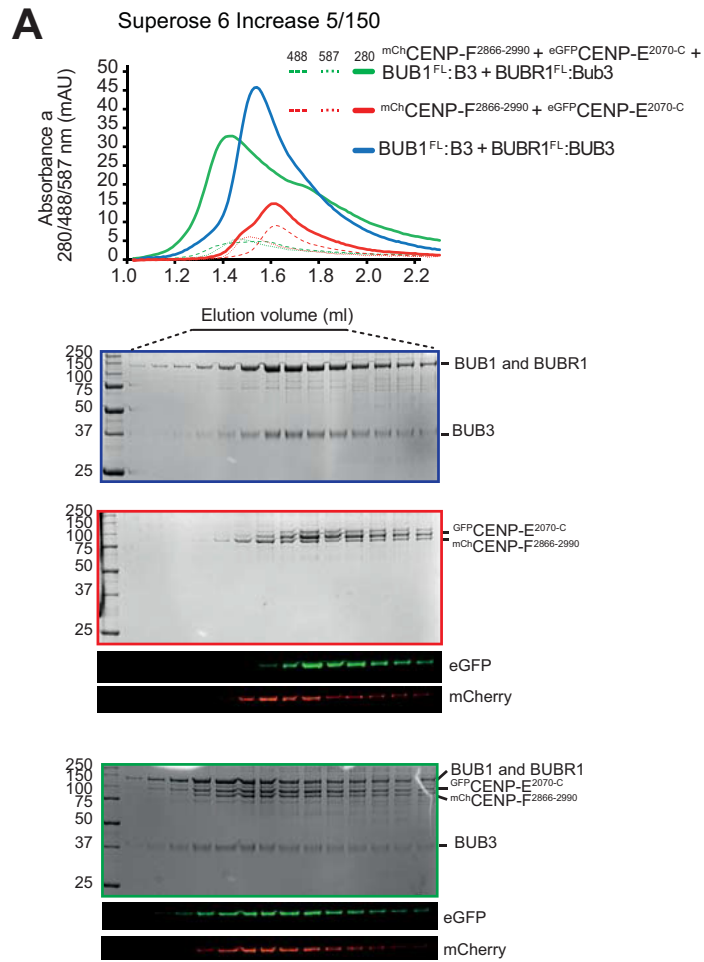 A
Superose 6 Increase 5/150
488 587 280 mChCENP-F2866-2990 + eGFPCENP-E2070-C +
BUB1FL:B3 + BUBR1FL:Bub3
mChCENP-F2866-2990 + eGFPCENP-E2070-C
BUB1FL:B3 + BUBR1FL:BUB3
Absorbance a
280/488/587 nm (mAU)
50
45
40
35
30
25
20
15
10
5
0
1.0 1.2 1.4 1.6 1.8 2.0 2.2
Elution volume (ml)
250
150
100
75
50
37
25
BUB1 and BUBR1
BUB3
250
150
100
75
50
37
25
GFPCENP-E2070-C
mChCENP-F2866-2990
eGFP
mCherry
250
150
100
75
50
37
25
BUB1 and BUBR1
GFPCENP-E2070-C
mChCENP-F2866-2990
BUB3
eGFP
mCherry